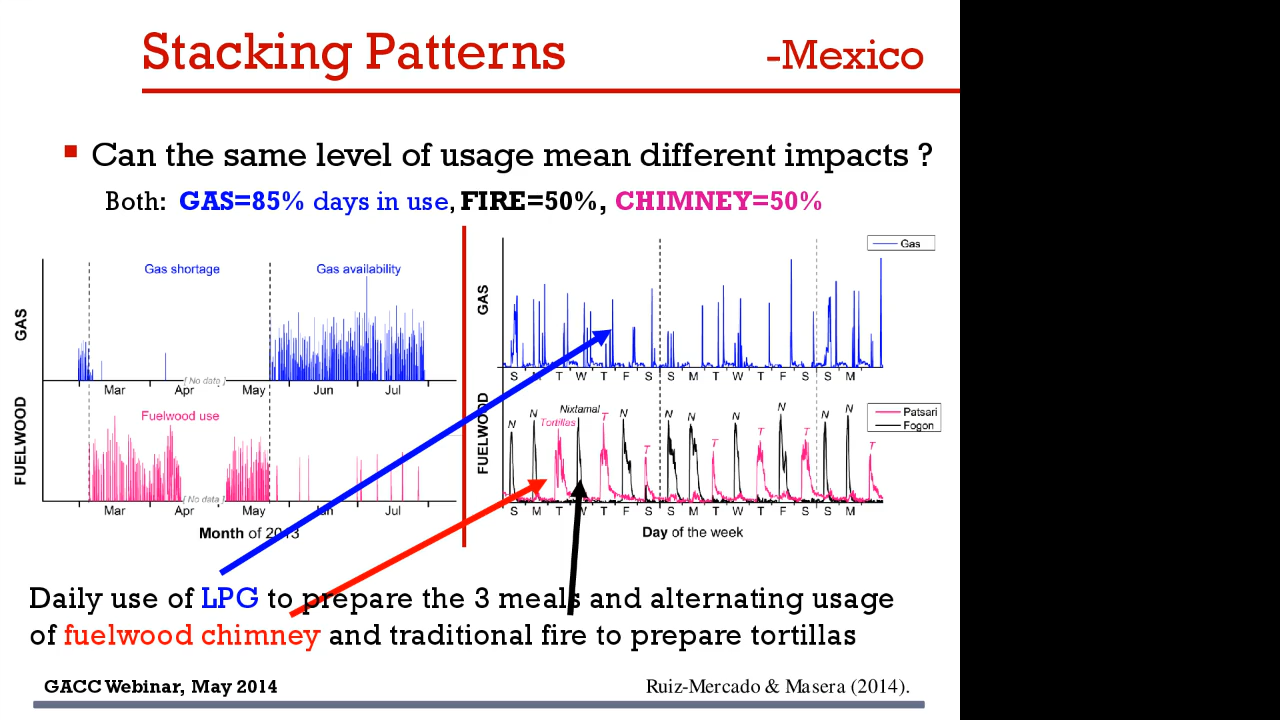 Stacking Patterns -Mexico
Can the same level of usage mean different impacts ?
Both: GAS=85% days in use, FIRE=50%, CHIMNEY=50%
Gas shortage Gas availability
GAS
[ No data ]
Mar Apr May Jun Jul
Fuelwood use
FUELWOOD
[ No data ]
Mar Apr May Jun Jul
Month of 2013
Gas
GAS
S M T W T F S S M T W T F S S M
Patsari
Fogon
FUELWOOD
N N Tortillas Nixtamal T N T N N T N T N T N N T
S M T W T F S S M T W T F S S M
Day of the week
Daily use of LPG to prepare the 3 meals and alternating usage
of fuelwood chimney and traditional fire to prepare tortillas
GACC Webinar, May 2014
Ruiz-Mercado & Masera (2014).